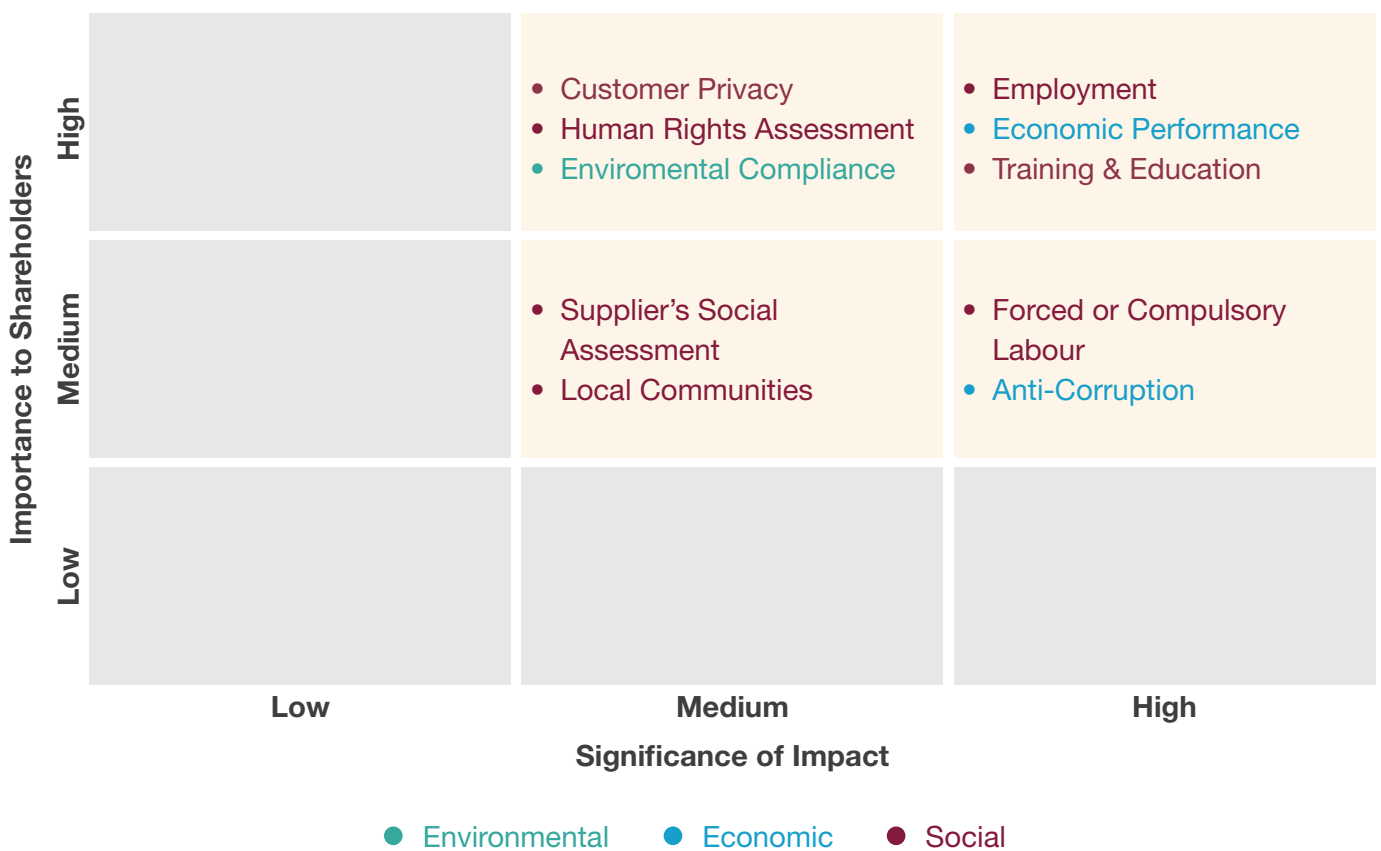 Importance to Shareholders
High
• Customer Privacy
• Human Rights Assessment
• Enviromental Compliance
• Employment
• Economic Performance
• Training & Education
Medium
• Supplier’s Social
Assessment
• Local Communities
• Forced or Compulsory
Labour
• Anti-Corruption
Low
Low
Medium
High
Significance of Impact
● Environmental
● Economic
● Social